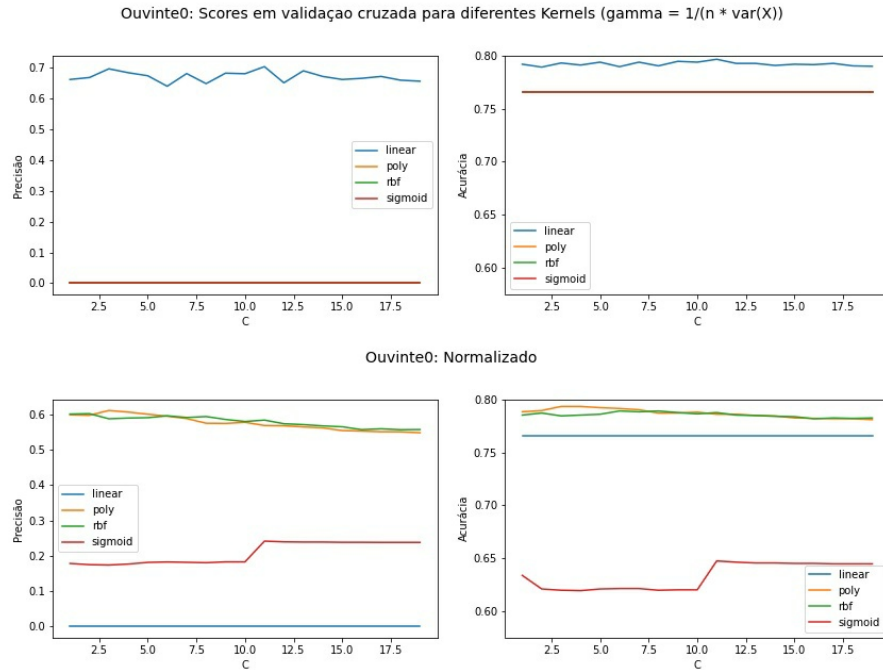 Ouvinte0: Scores em validaçao cruzada para diferentes Kernels (gamma = 1/(n * var(X))
0.7
0.6
0.5
0.4
0.3
0.2
0.1
0.0
Precisão
linear
poly
rbf
sigmoid
2.5 5.0 7.5 10.0 12.5 15.0 17.5
C
0.80
0.75
0.70
0.65
0.60
Acurácia
linear
poly
rbf
sigmoid
2.5 5.0 7.5 10.0 12.5 15.0 17.5
C
Ouvinte0: Normalizado
0.6
0.5
0.4
0.3
0.2
0.1
0.0
Precisão
linear
poly
rbf
sigmoid
2.5 5.0 7.5 10.0 12.5 15.0 17.5
C
0.80
0.75
0.70
0.65
0.60
Acurácia
linear
poly
rbf
sigmoid
2.5 5.0 7.5 10.0 12.5 15.0 17.5
C